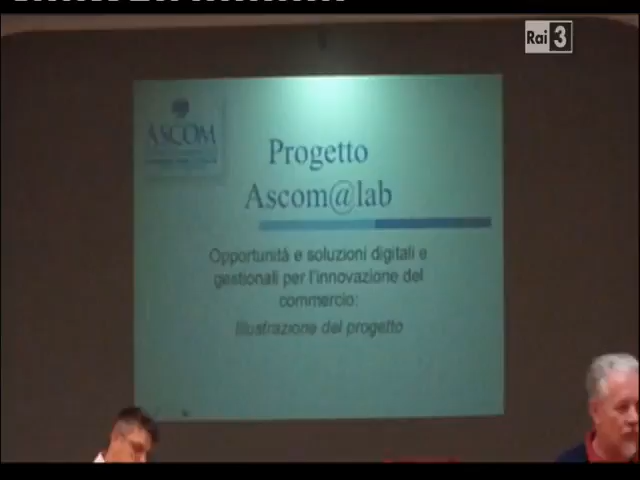 Rai 3
ASCOM
Progetto
Ascom@lab
Opportunità e soluzioni digitali e
gestionali per l'innovazione del
commercio:
Illustrazione del progetto